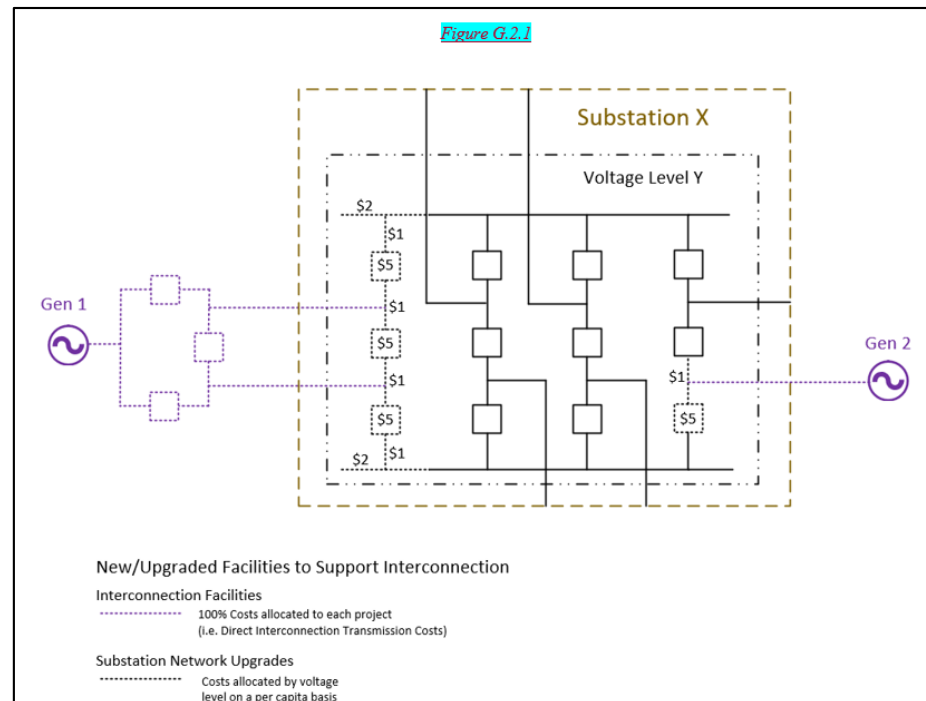 Figure G.2.1
Substation X
Voltage Level Y
$2
$1
$5
Gen 1
$1
$5
Gen 2
$1
$1
$5
$5
$1
$2
New/Upgraded Facilities to Support Interconnection
Interconnection Facilities
100% Costs allocated to each project
(i.e. Direct Interconnection Transmission Costs)
Substation Network Upgrades
Costs allocated by voltage
level on a per capita basis